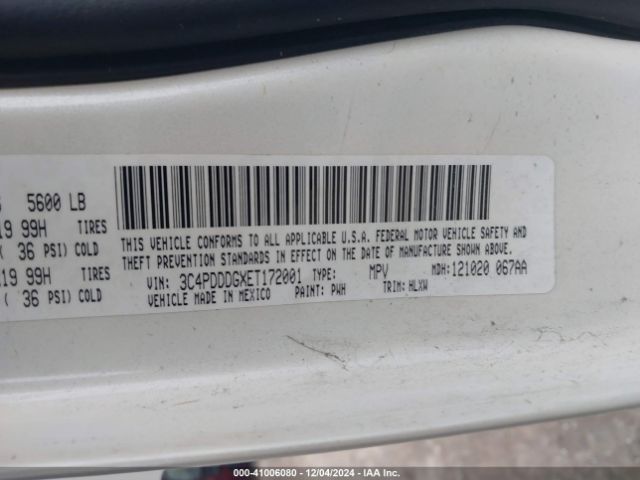 5600 LB
19 99H TIRES
( 36 PSI) COLD
19 99H TIRES
( 36 PSI) COLD
THIS VEHICLE CONFORMS TO ALL APPLICABLE U.S.A. FEDERAL MOTOR VEHICLE SAFETY AND
THEFT PREVENTION STANDARDS IN EFFECT ON THE DATE OF MANUFACTURE SHOWN ABOVE.
VIN: 3C4PDDDGXET172001 TYPE: MPV MDH: 121020 067AA
VEHICLE MADE IN MEXICO PAINT: PWH TRIM: HLXW
000-41006080 - 12/04/2024 - IAA Inc.